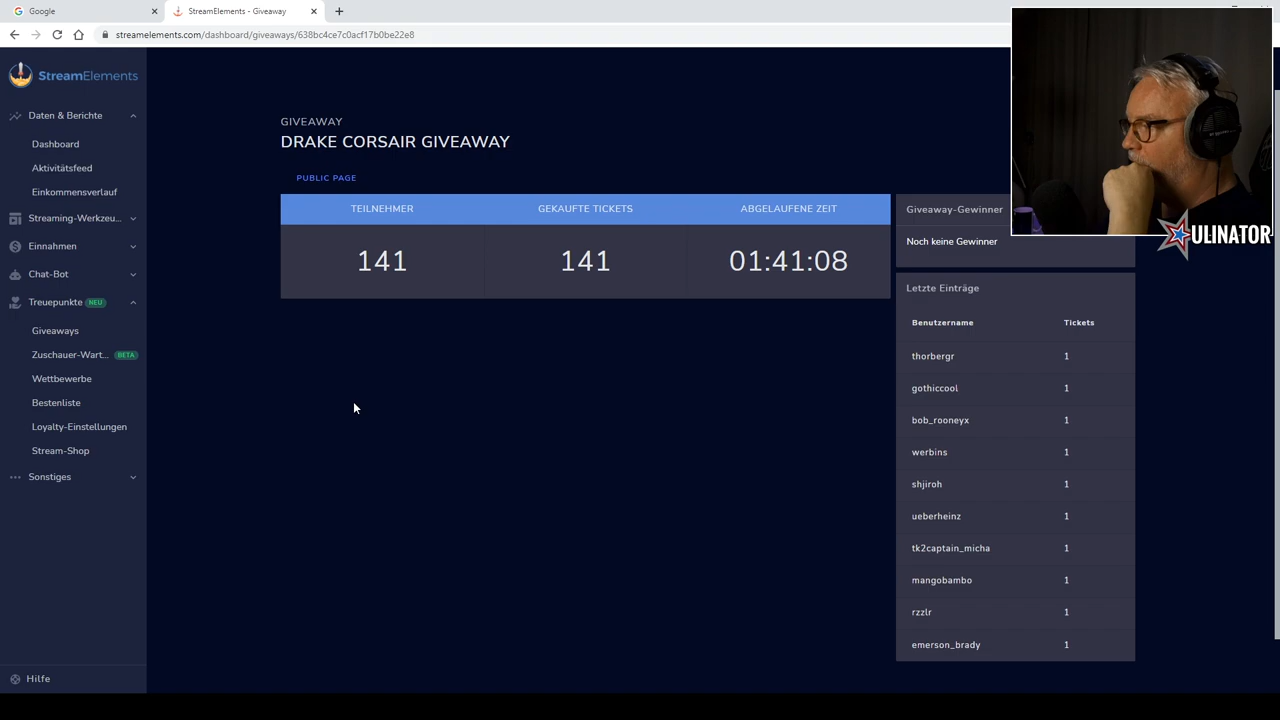 Google
StreamElements - Giveaway
streamelements.com/dashboard/giveaways/638bc4ce7c0acf17b0be22e8
StreamElements
Daten & Berichte
Dashboard
Aktivitätsfeed
Einkommensverlauf
Streaming-Werkzeu...
Einnahmen
Chat-Bot
Treuepunkte NEU
Giveaways
Zuschauer-Wart... BETA
Wettbewerbe
Bestenliste
Loyalty-Einstellungen
Stream-Shop
Sonstiges
Hilfe
GIVEAWAY
DRAKE CORSAIR GIVEAWAY
PUBLIC PAGE
TEILNEHMER GEKAUFTE TICKETS ABGELAUFENE ZEIT
141 141 01:41:08
Giveaway-Gewinner
Noch keine Gewinner
Letzte Einträge
Benutzername Tickets
thorbergr 1
gothiccool 1
bob_rooneyx 1
werbins 1
shjiroh 1
ueberheinz 1
tk2captain_micha 1
mangobambo 1
rzzlr 1
emerson_brady 1
ULINATOR